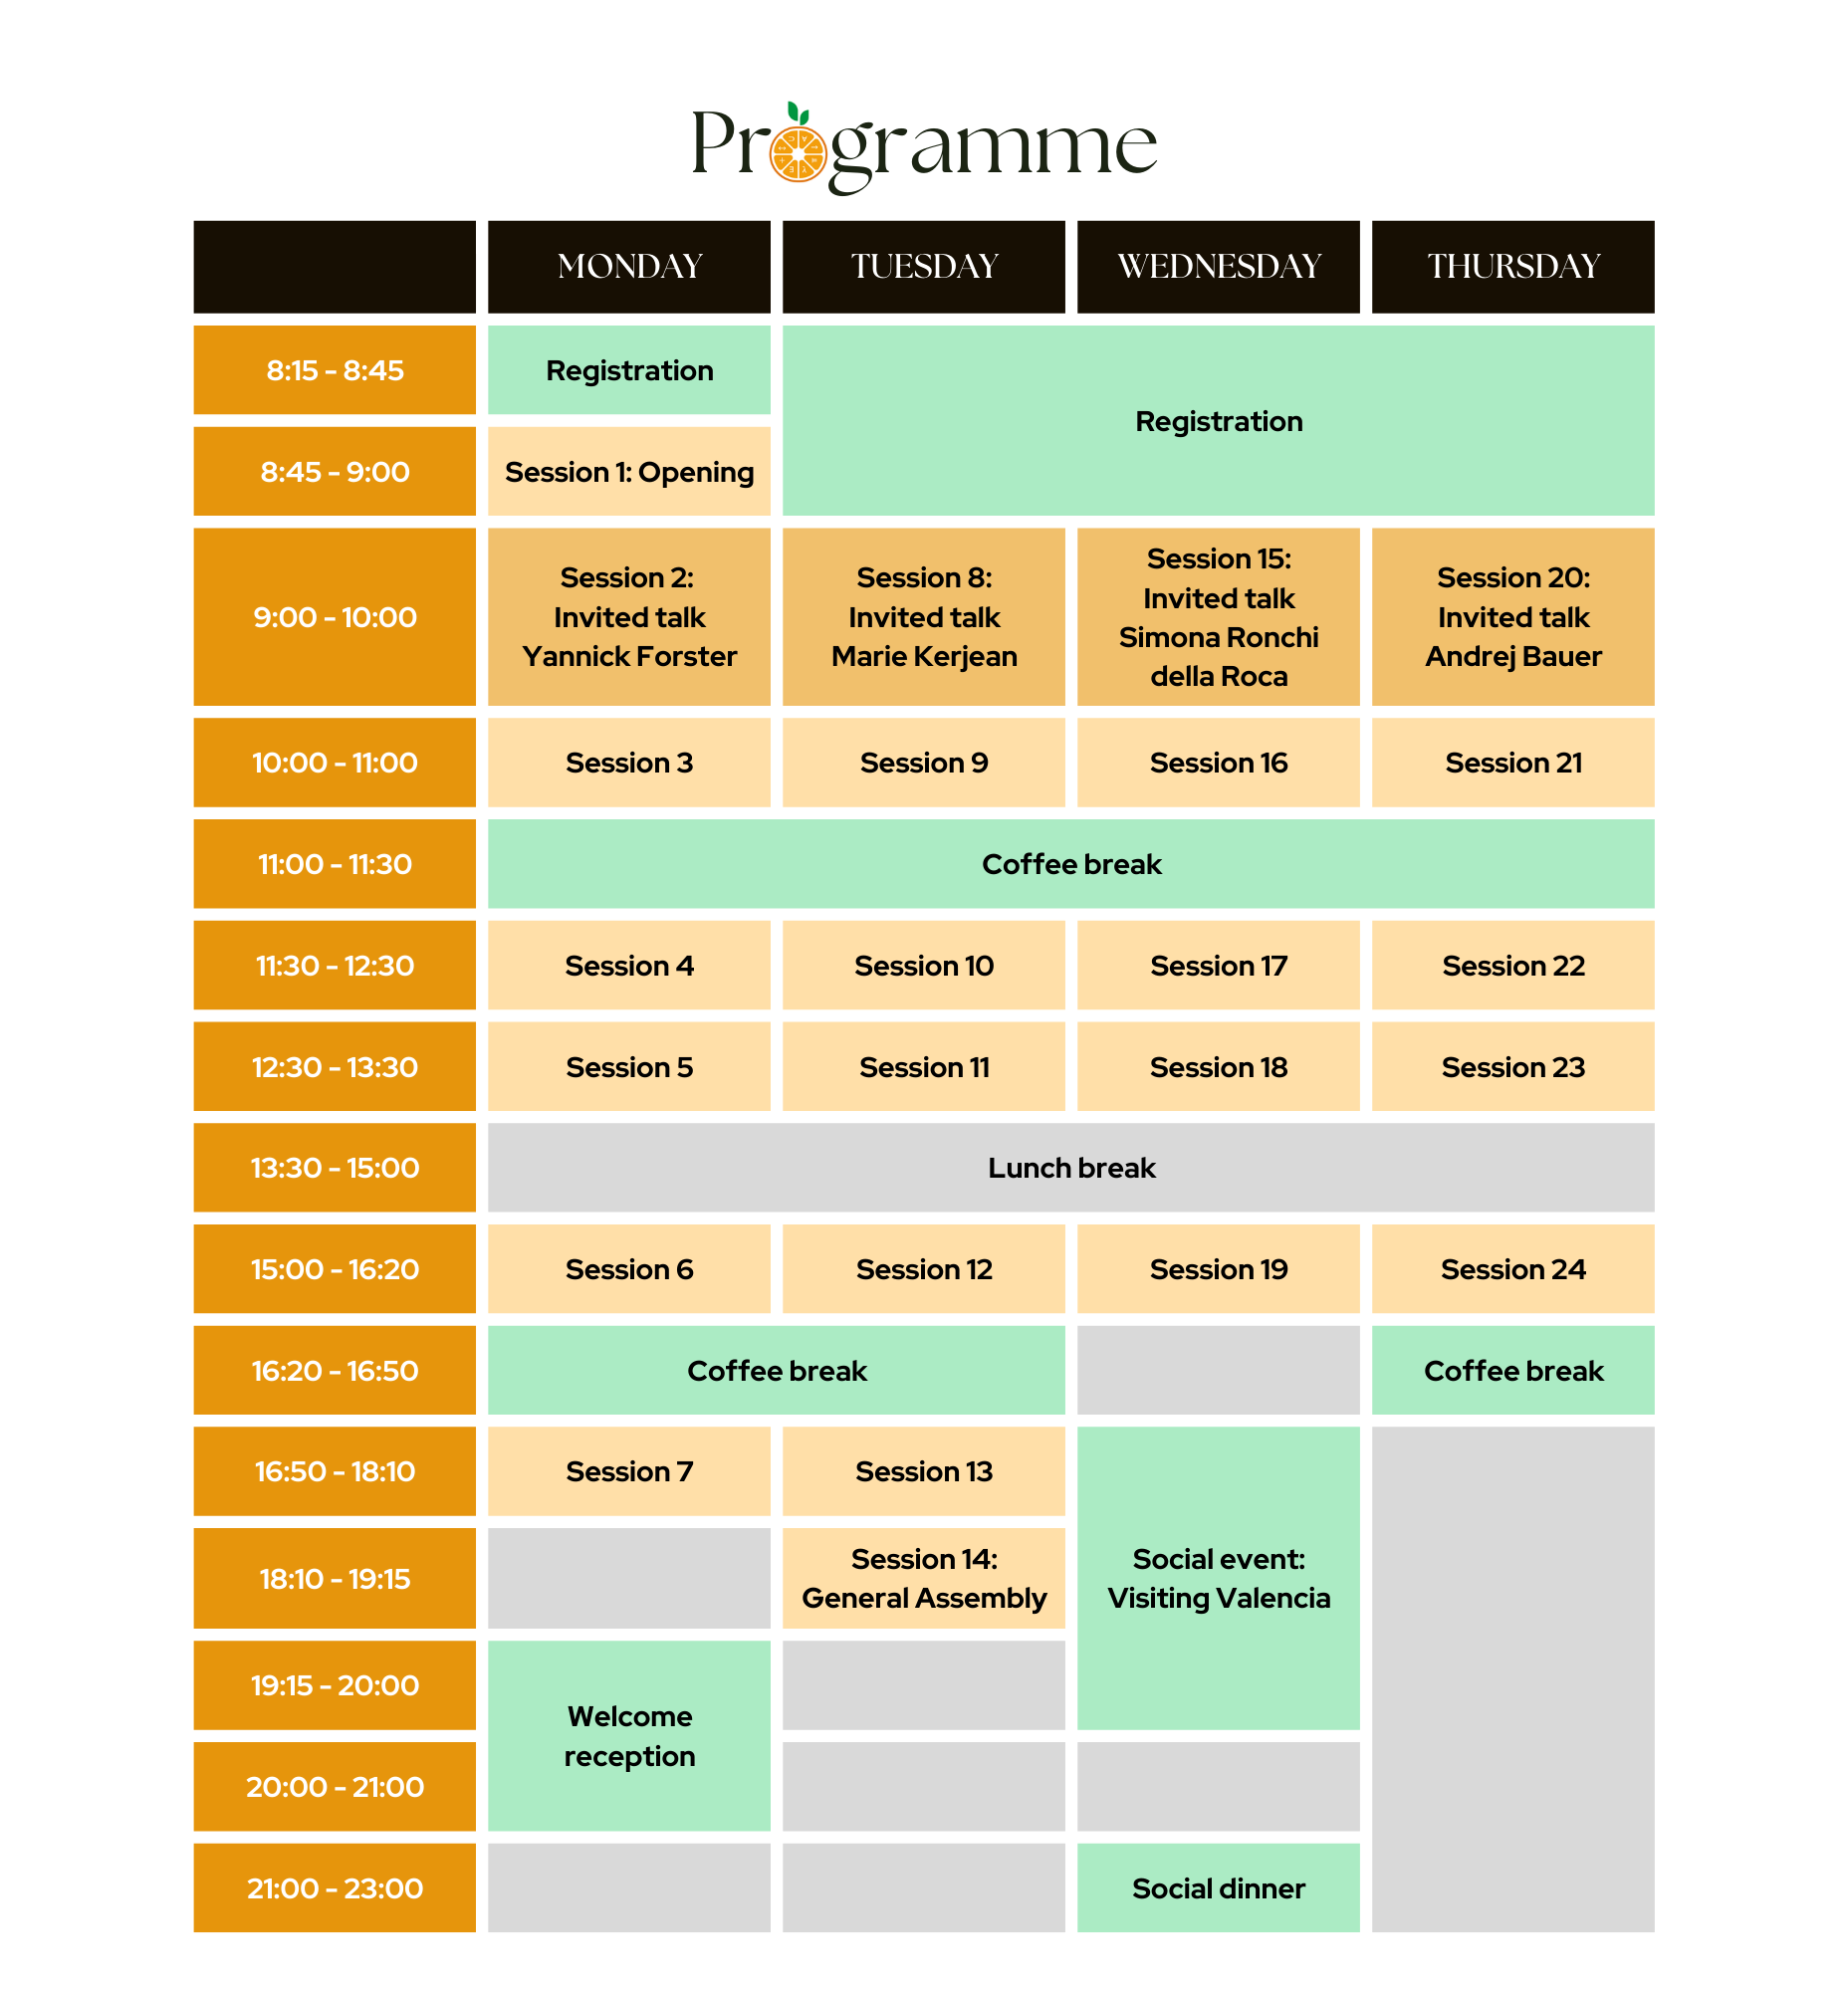 Programme
MONDAY TUESDAY WEDNESDAY THURSDAY
8:15 - 8:45
Registration
Registration
8:45 - 9:00
Session 1: Opening
9:00 - 10:00
Session 2:
Invited talk
Yannick Forster
Session 8:
Invited talk
Marie Kerjean
Session 15:
Invited talk
Simona Ronchi
della Roca
Session 20:
Invited talk
Andrej Bauer
10:00 - 11:00
Session 3
Session 9
Session 16
Session 21
11:00 - 11:30
Coffee break
11:30 - 12:30
Session 4
Session 10
Session 17
Session 22
12:30 - 13:30
Session 5
Session 11
Session 18
Session 23
13:30 - 15:00
Lunch break
15:00 - 16:20
Session 6
Session 12
Session 19
Session 24
16:20 - 16:50
Coffee break
Coffee break
16:50 - 18:10
Session 7
Session 13
Social event:
Visiting Valencia
18:10 - 19:15
Session 14:
General Assembly
19:15 - 20:00
Welcome
reception
20:00 - 21:00
21:00 - 23:00
Social dinner